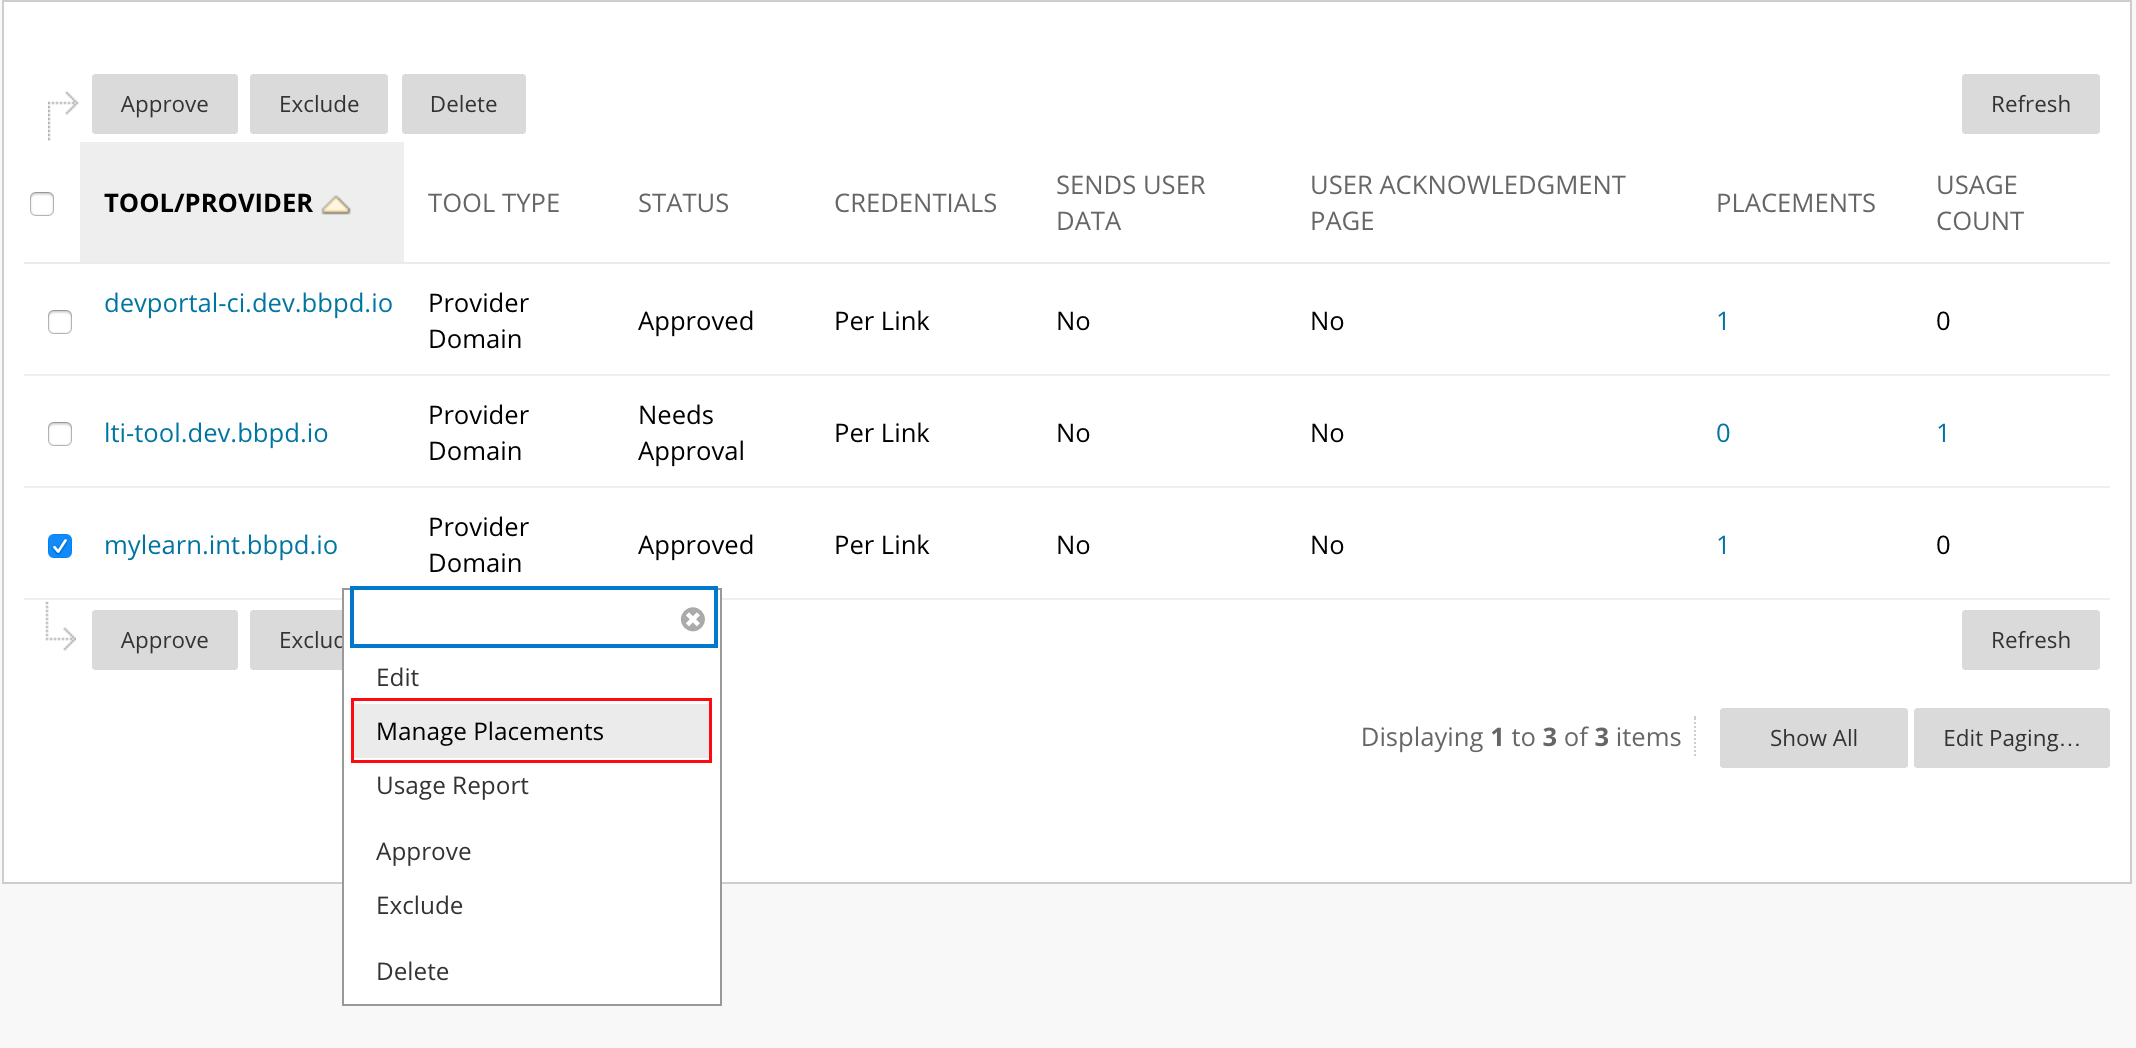 Approve Exclude Delete Refresh
TOOL/PROVIDER TOOL TYPE STATUS CREDENTIALS SENDS USER DATA USER ACKNOWLEDGMENT PAGE PLACEMENTS USAGE COUNT
devportal-ci.dev.bbpd.io Provider Domain Approved Per Link No No 1 0
lti-tool.dev.bbpd.io Provider Domain Needs Approval Per Link No No 0 1
mylearn.int.bbpd.io Provider Domain Approved Per Link No No 1 0
Approve Exclud Refresh
Edit
Manage Placements
Usage Report
Approve
Exclude
Delete
Displaying 1 to 3 of 3 items Show All Edit Paging...